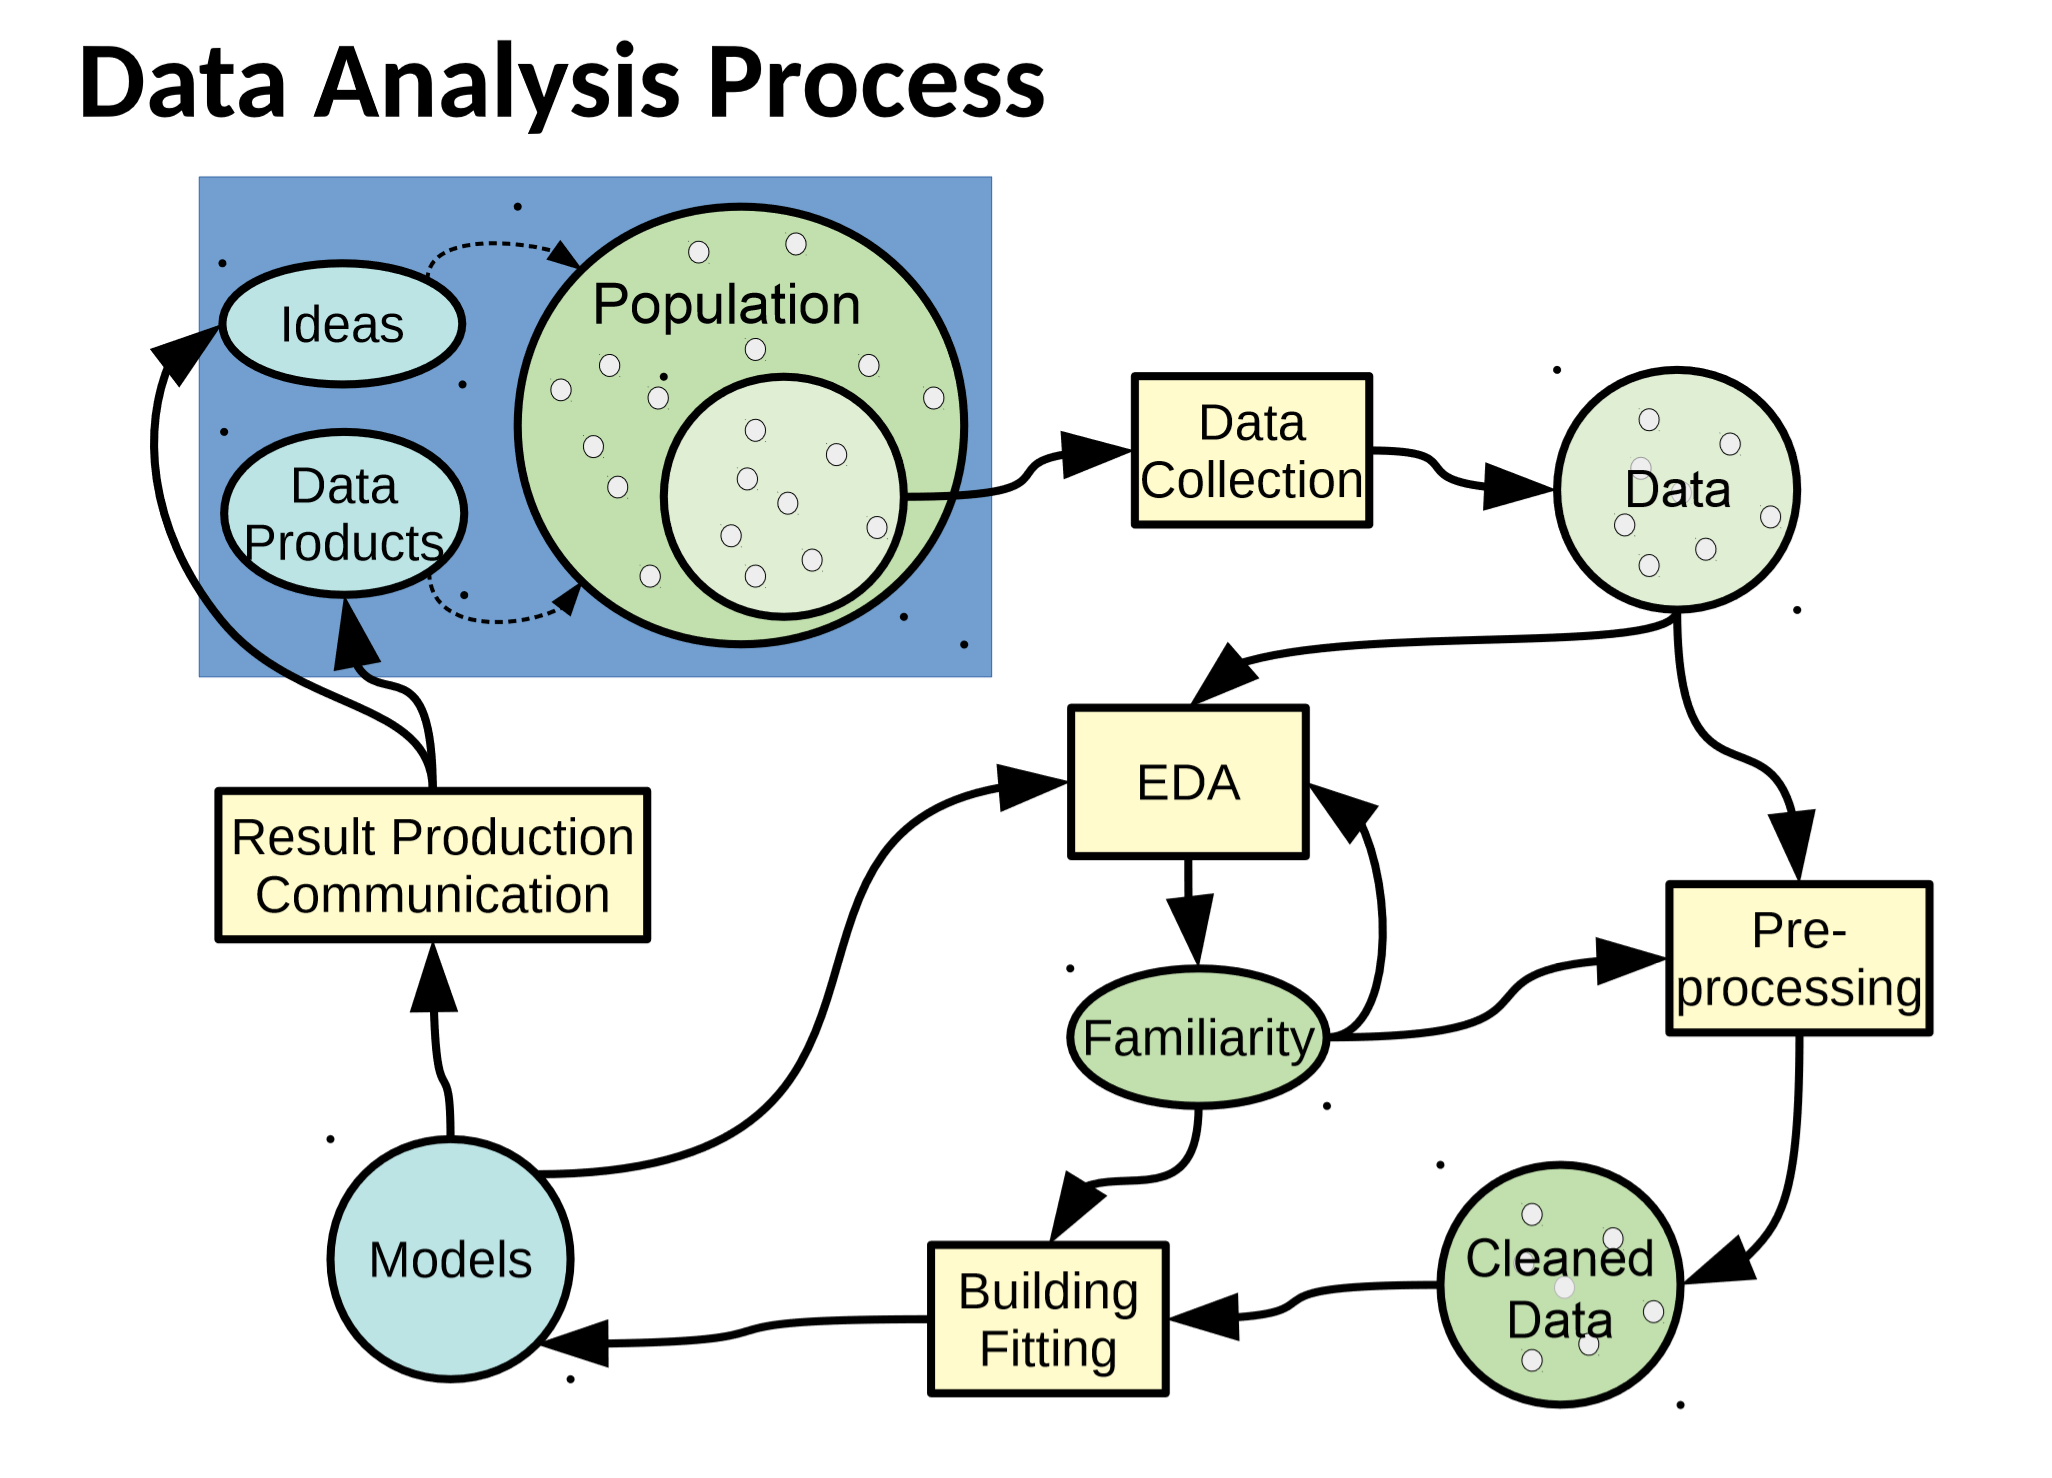 Data Analysis Process
Ideas
Population
Data
Products
Data
Collection
Data
EDA
Result Production
Communication
Familiarity
Pre-
processing
Models
Building
Fitting
Cleaned
Data